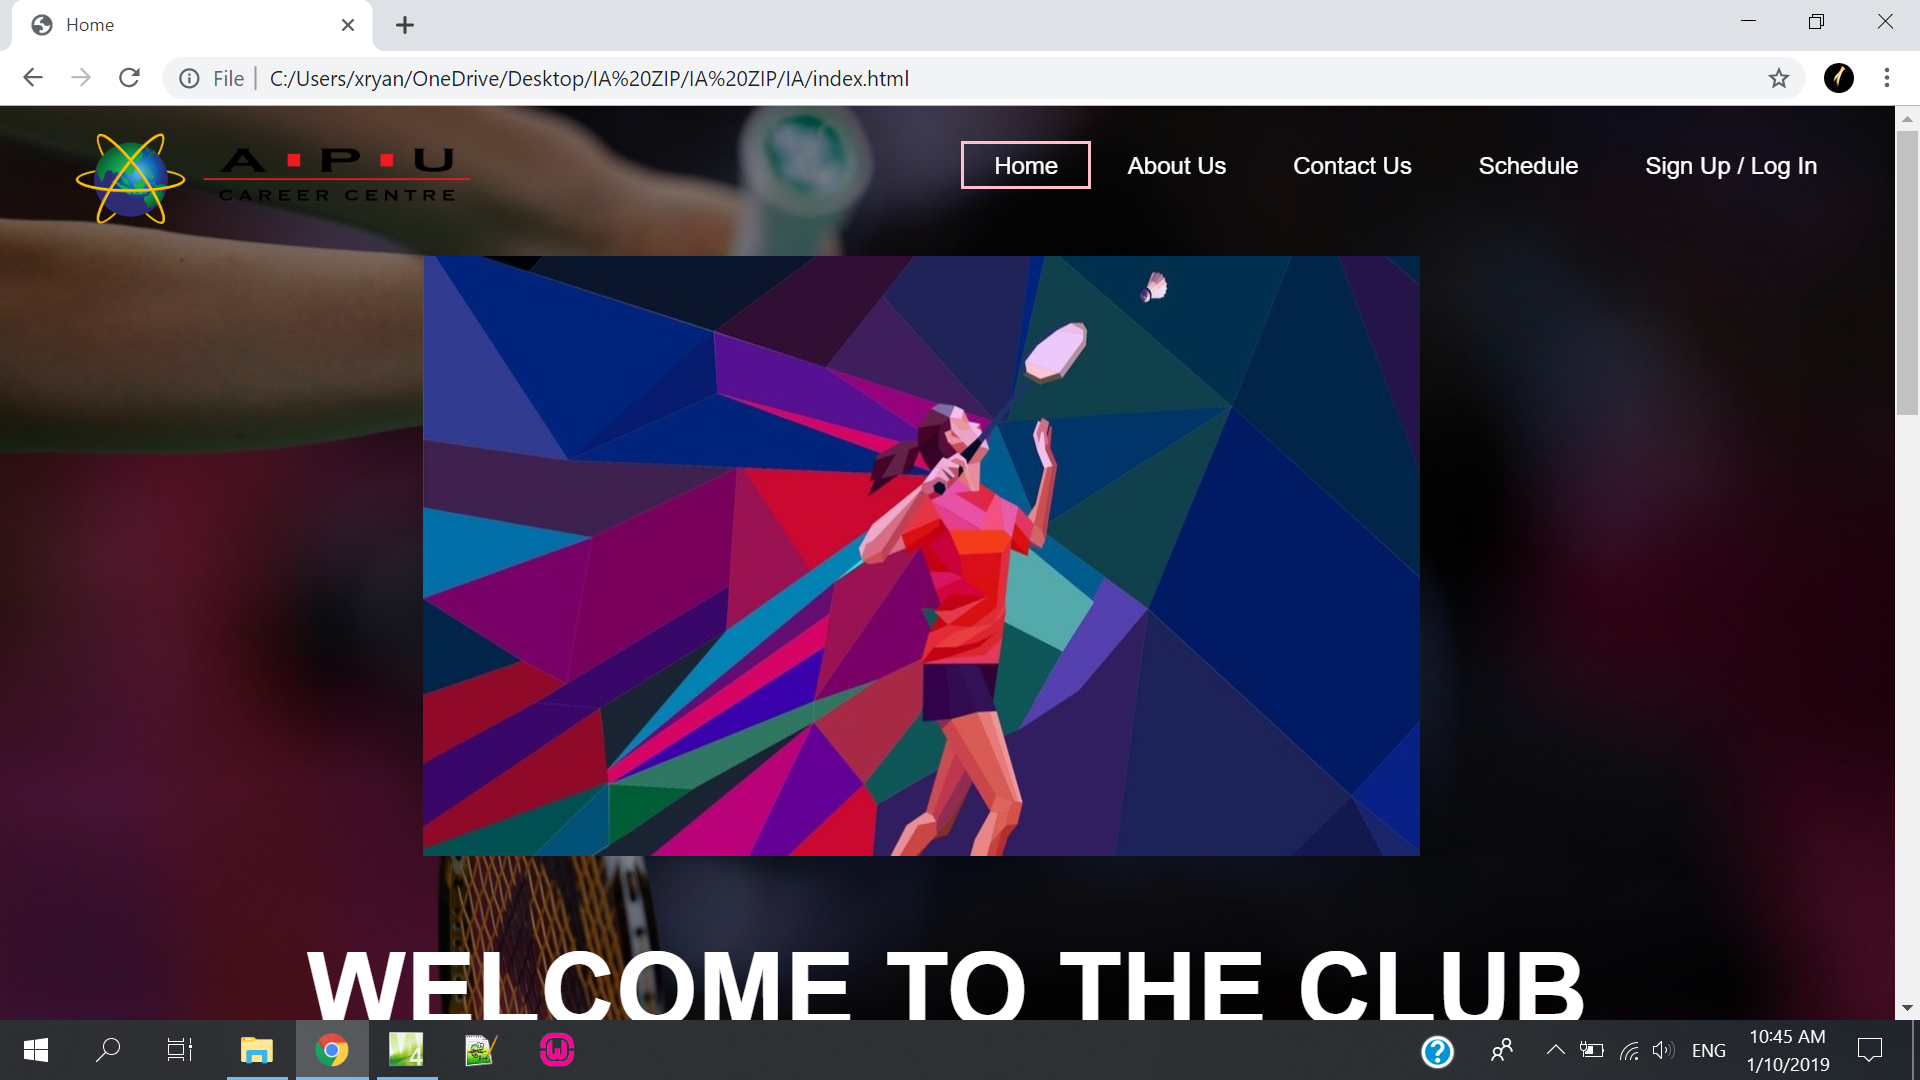 Home
File
C:/Users/xryan/OneDrive/Desktop/IA%20ZIP/IA%20ZIP/IA/index.html
A·P·U
CAREER CENTRE
Home
About Us
Contact Us
Schedule
Sign Up / Log In
WELCOME TO THE CLUB
4
ENG
10:45 AM
1/10/2019